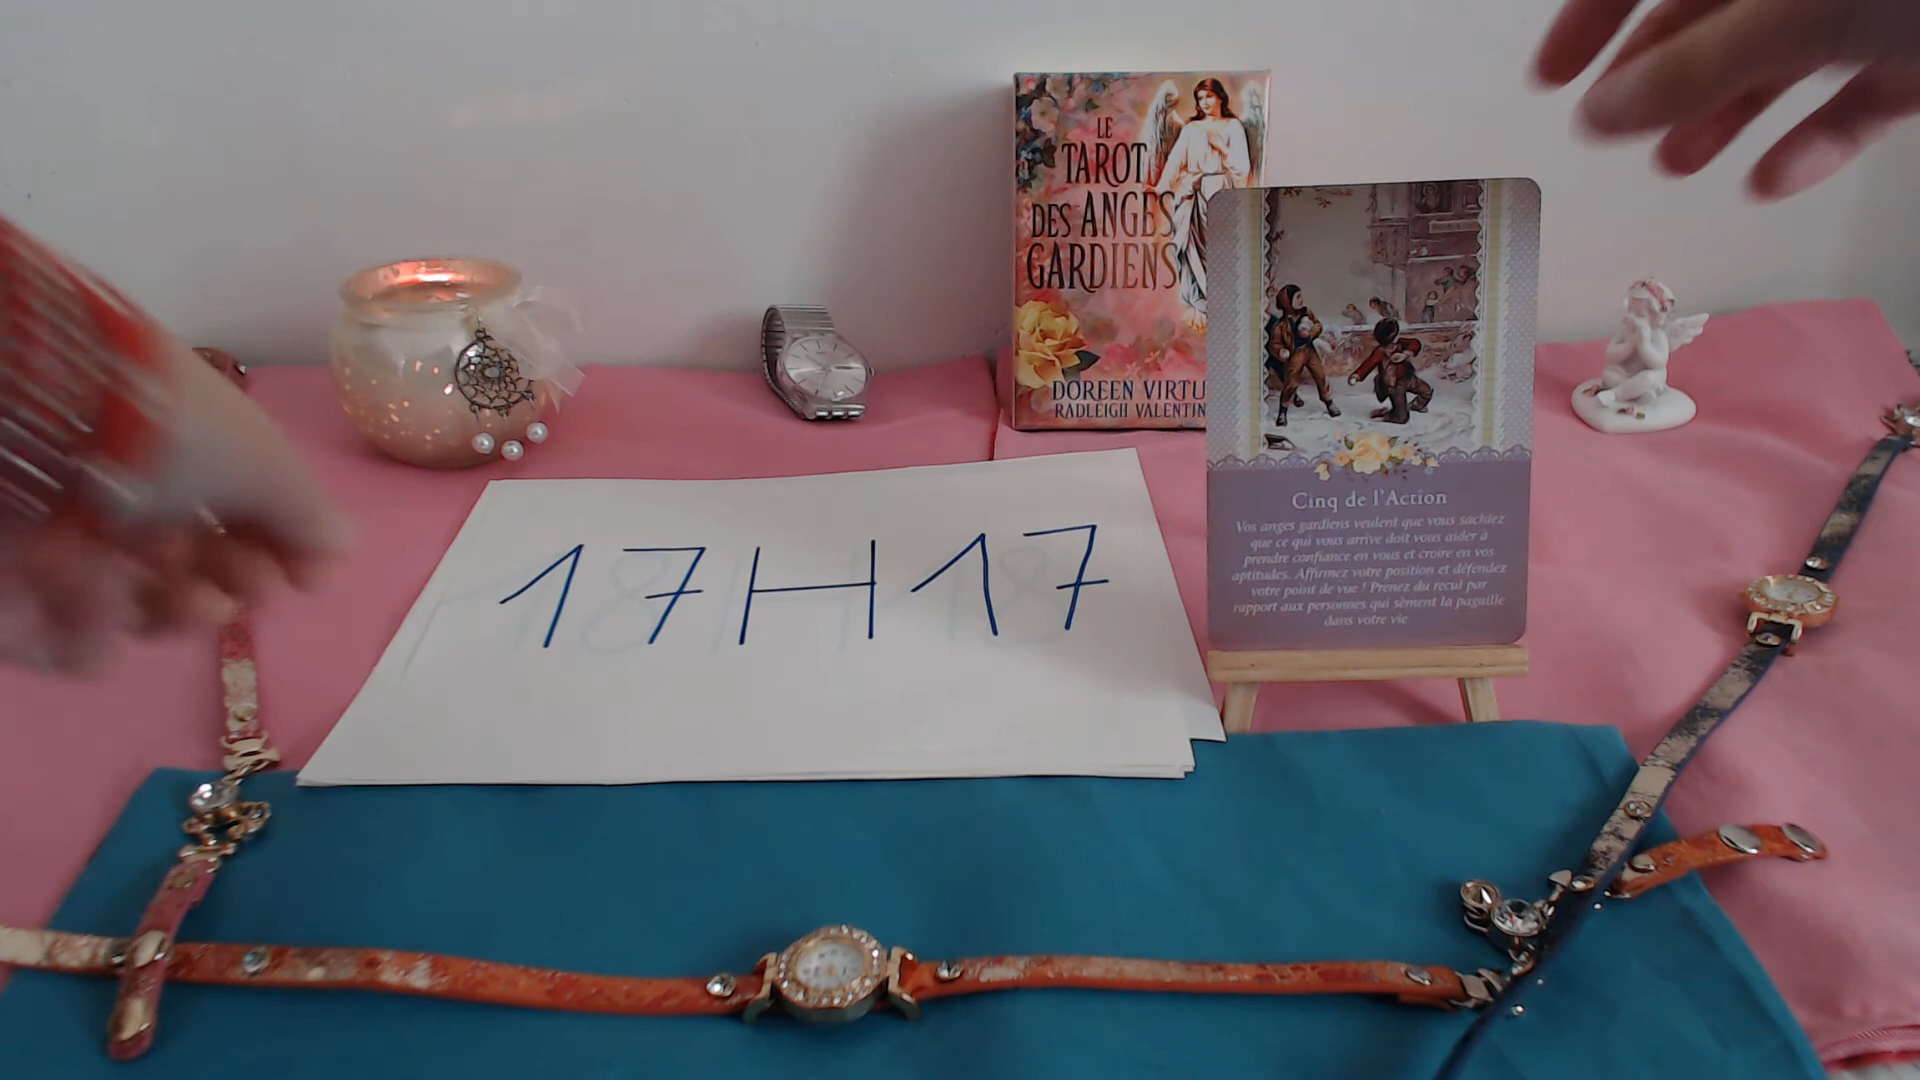 LE
TAROT
DES ANGES
GARDIENS
DOREEN VIRTU
RADLEIGH VALENTIN
17H17
Cinq de l'Action
Vos anges gardiens veulent que vous sachiez
que ce qui vous arrive doit vous aider à
prendre confiance en vous et croire en vos
aptitudes. Affirmez votre position et défendez
votre point de vue ! Prenez du recul par
rapport aux personnes qui sèment la pagaille
dans votre vie